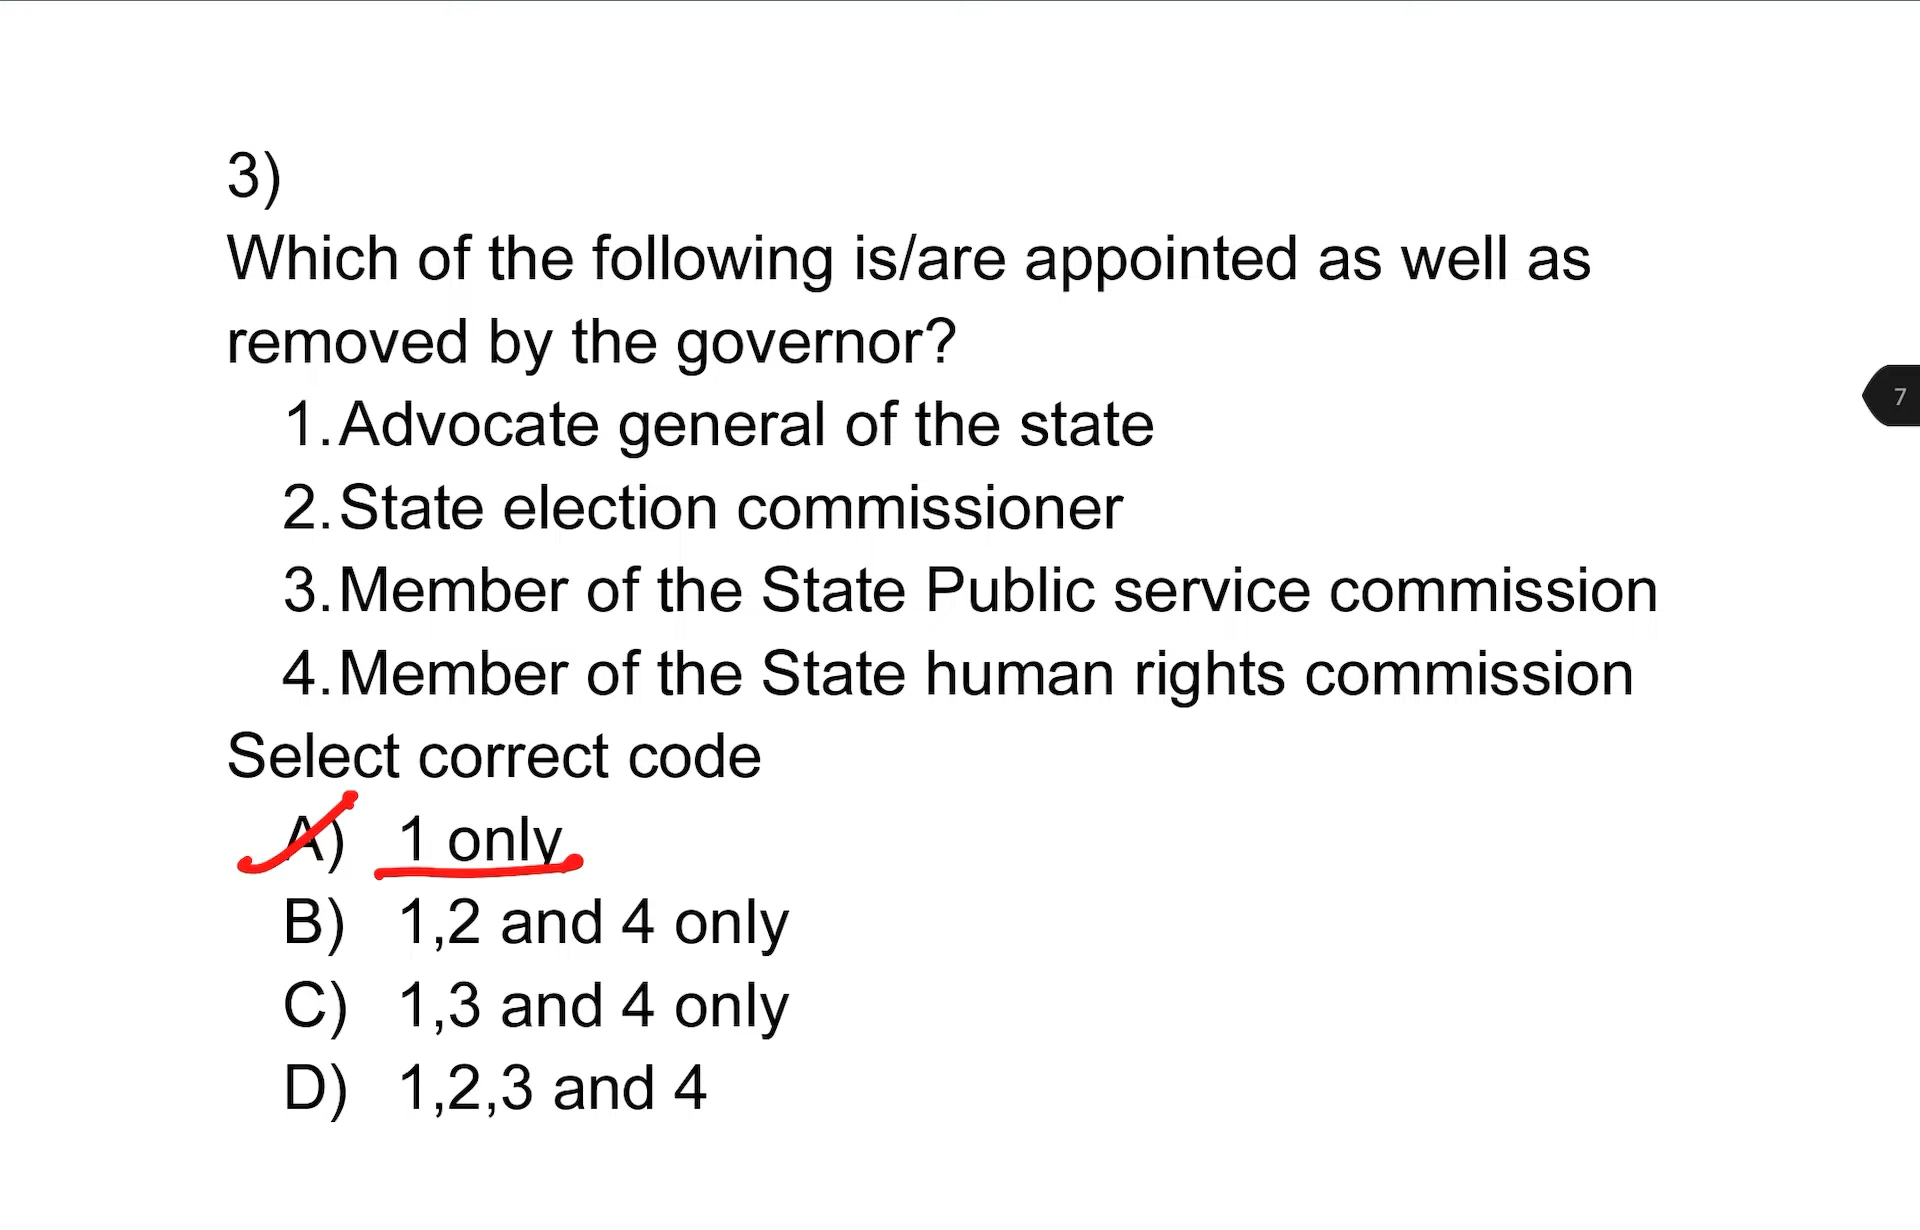 3)
Which of the following is/are appointed as well as
removed by the governor?
1. Advocate general of the state
2. State election commissioner
3. Member of the State Public service commission
4. Member of the State human rights commission
Select correct code
A) 1 only
B) 1,2 and 4 only
C) 1,3 and 4 only
D) 1,2,3 and 4
7